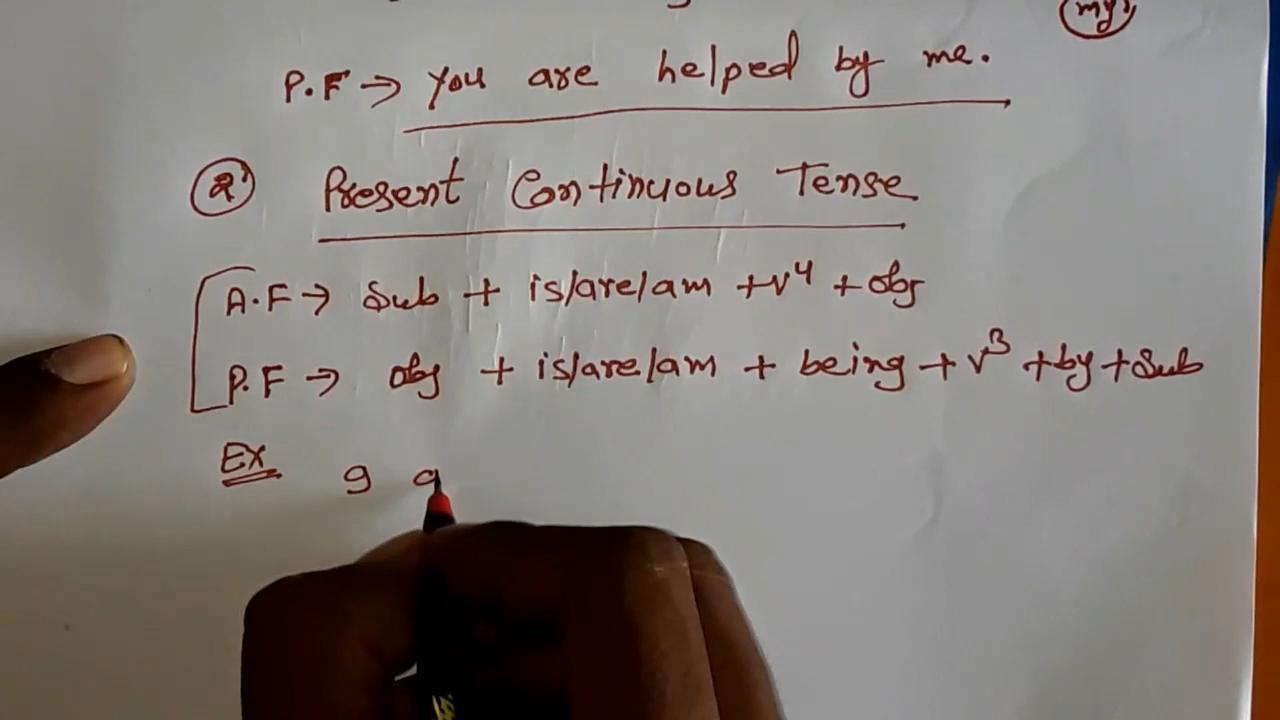 my
P.F → You are helped by me.
2 Present Continuous Tense
A.F → Sub + is/are/am + v⁴ + obj
P.F → obj + is/are/am + being + v³ + by + Sub
Ex I a